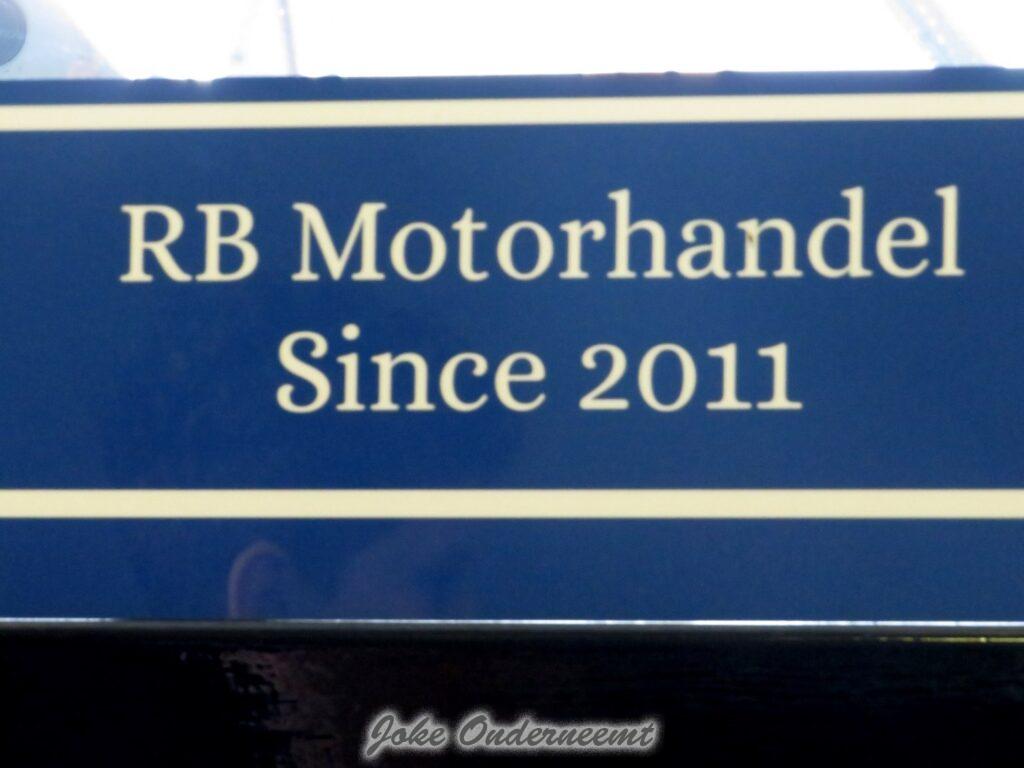 RB Motorhandel
Since 2011
Joke Onderneemt